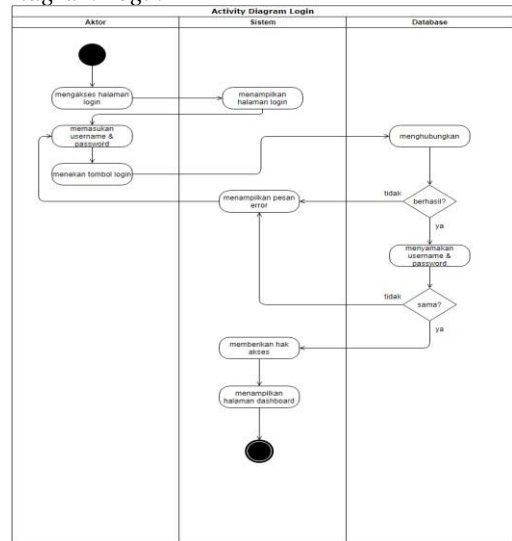 Activity Diagram Login
Aktor
Sistem
Database
mengakses halaman
login
menampilkan
halaman login
memasukan
username &
password
menghubungkan
menekan tombol login
menampilkan pesan
error
tidak
berhasil?
ya
menyamakan
username &
password
tidak
sama?
ya
memberikan hak
akses
menampilkan
halaman dashboard